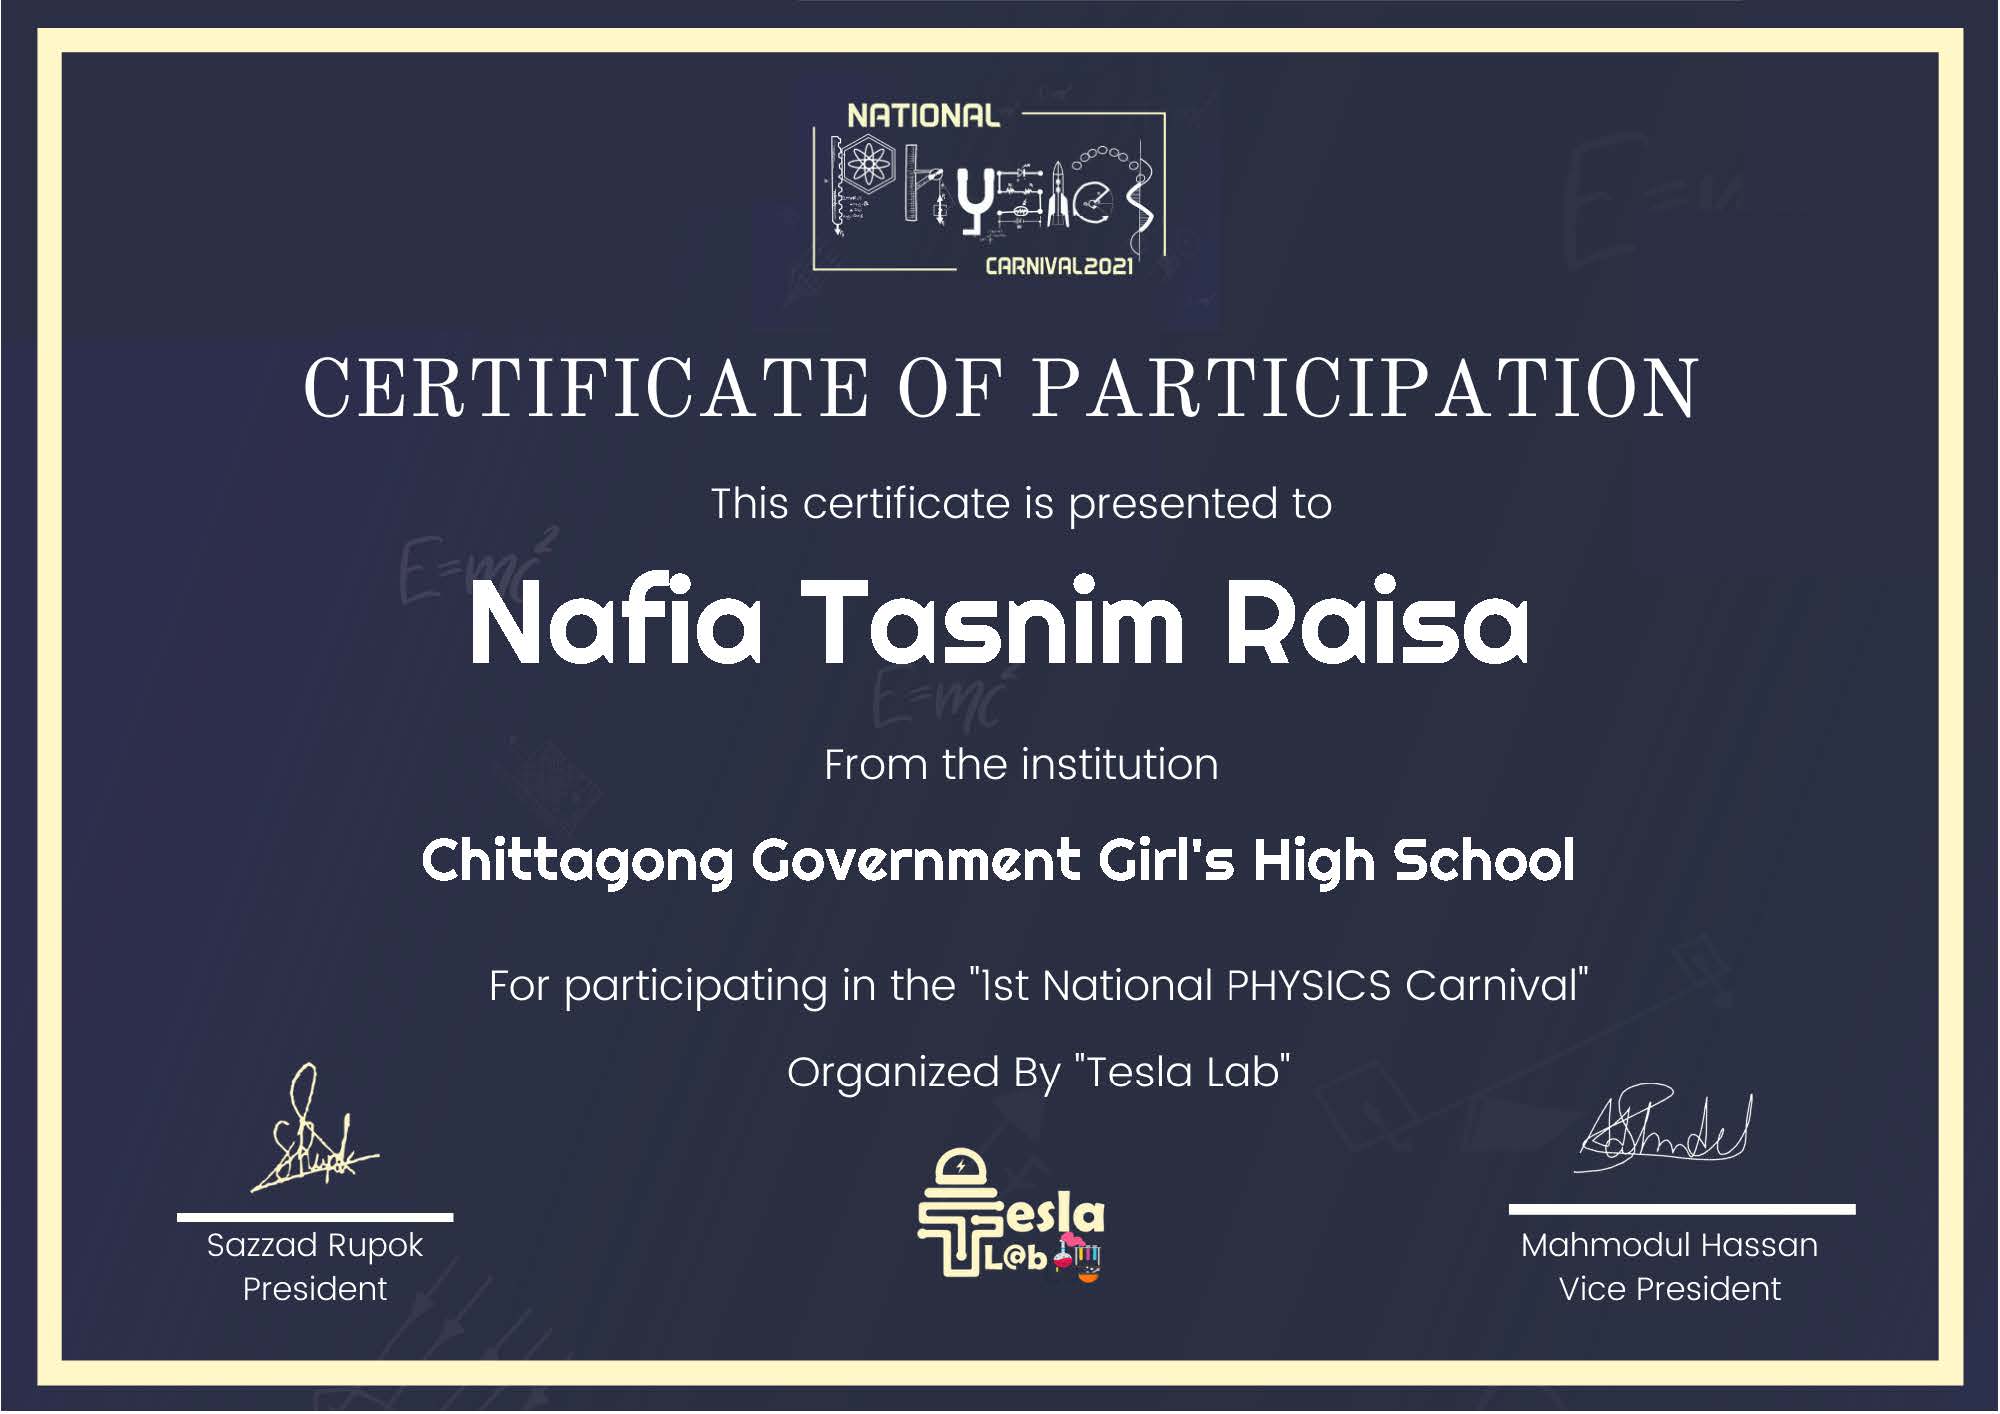 NATIONAL
Physics
CARNIVAL2021
CERTIFICATE OF PARTICIPATION
This certificate is presented to
E=mc²
Nafia Tasnim Raisa
E=mc²
From the institution
Chittagong Government Girl's High School
For participating in the "1st National PHYSICS Carnival"
Organized By "Tesla Lab"
Tesla
L@b
Sazzad Rupok
President
Mahmodul Hassan
Vice President